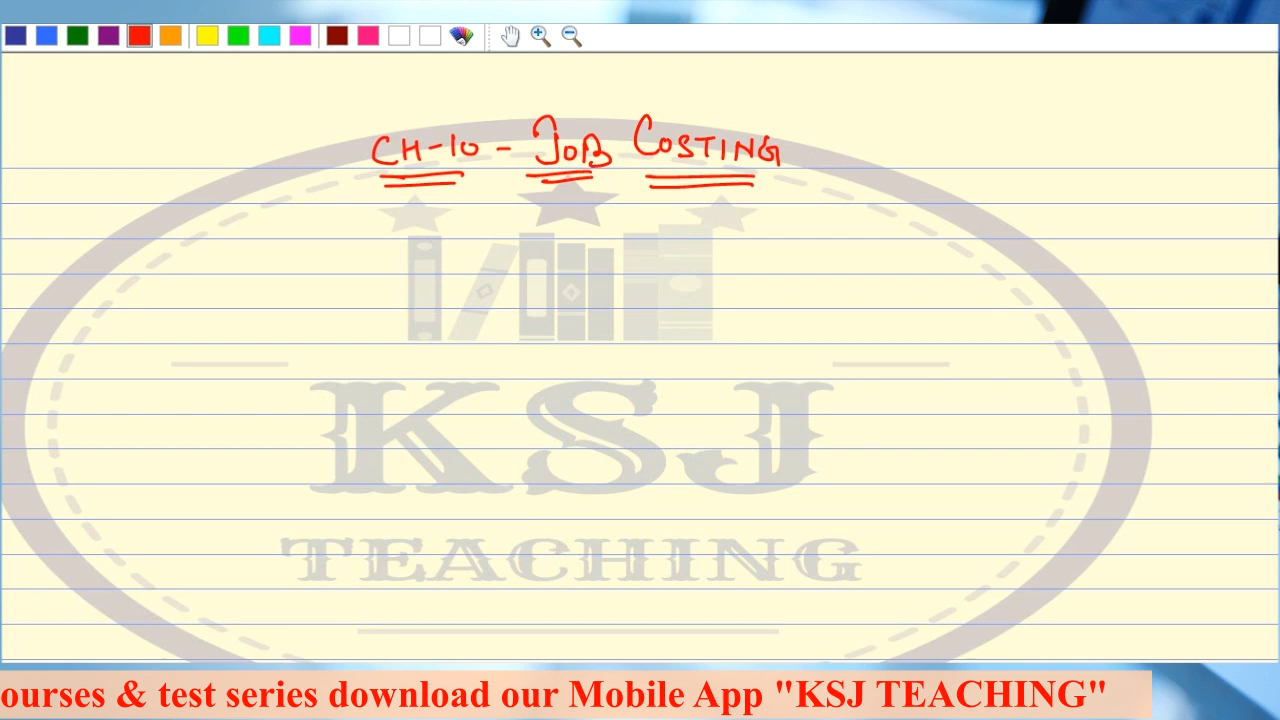 CH-10 - JOB COSTING
KSJ
TEACHING
ourses & test series download our Mobile App "KSJ TEACHING"